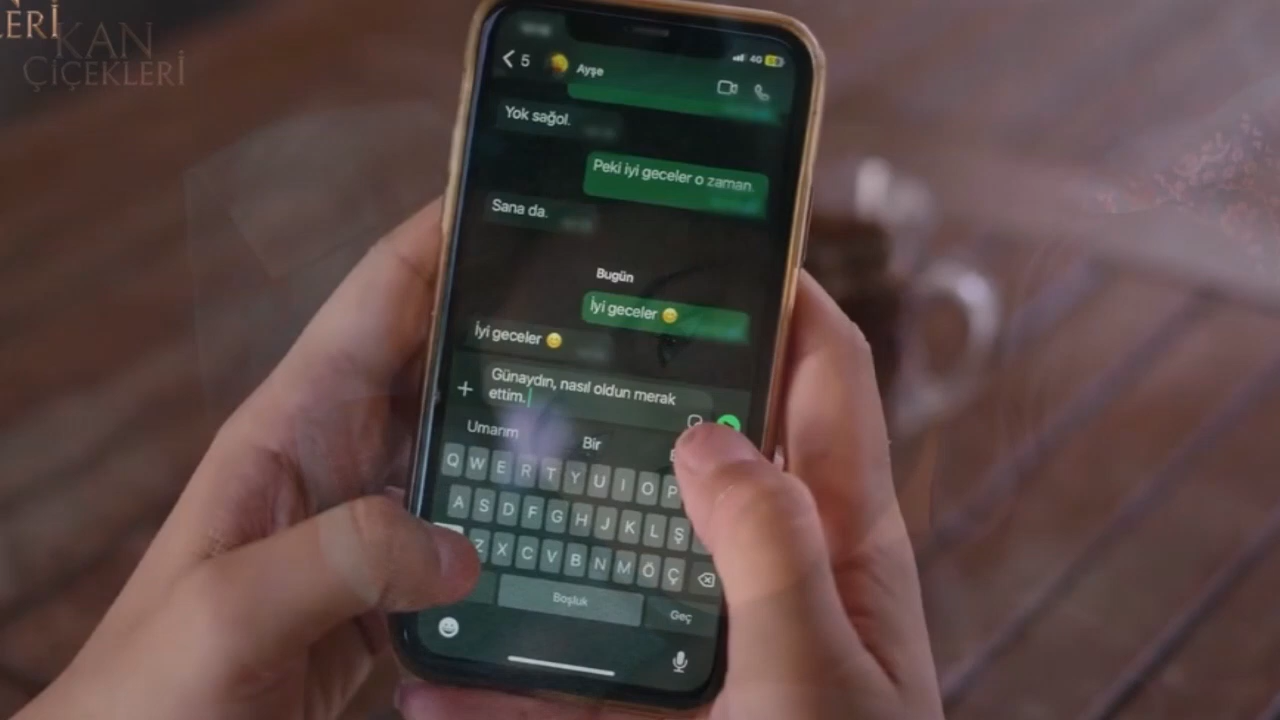 LERİ
KAN
ÇİÇEKLERİ
5
Ayşe
4G
Yok sağol.
Peki iyi geceler o zaman.
Sana da.
Bugün
İyi geceler 😊
İyi geceler 😊
Günaydın, nasıl oldun merak
ettim.
Umarım Bir
Q W E R T Y U I O P
A S D F G H J K L Ş
Z X C V B N M Ö Ç
Boşluk Geç